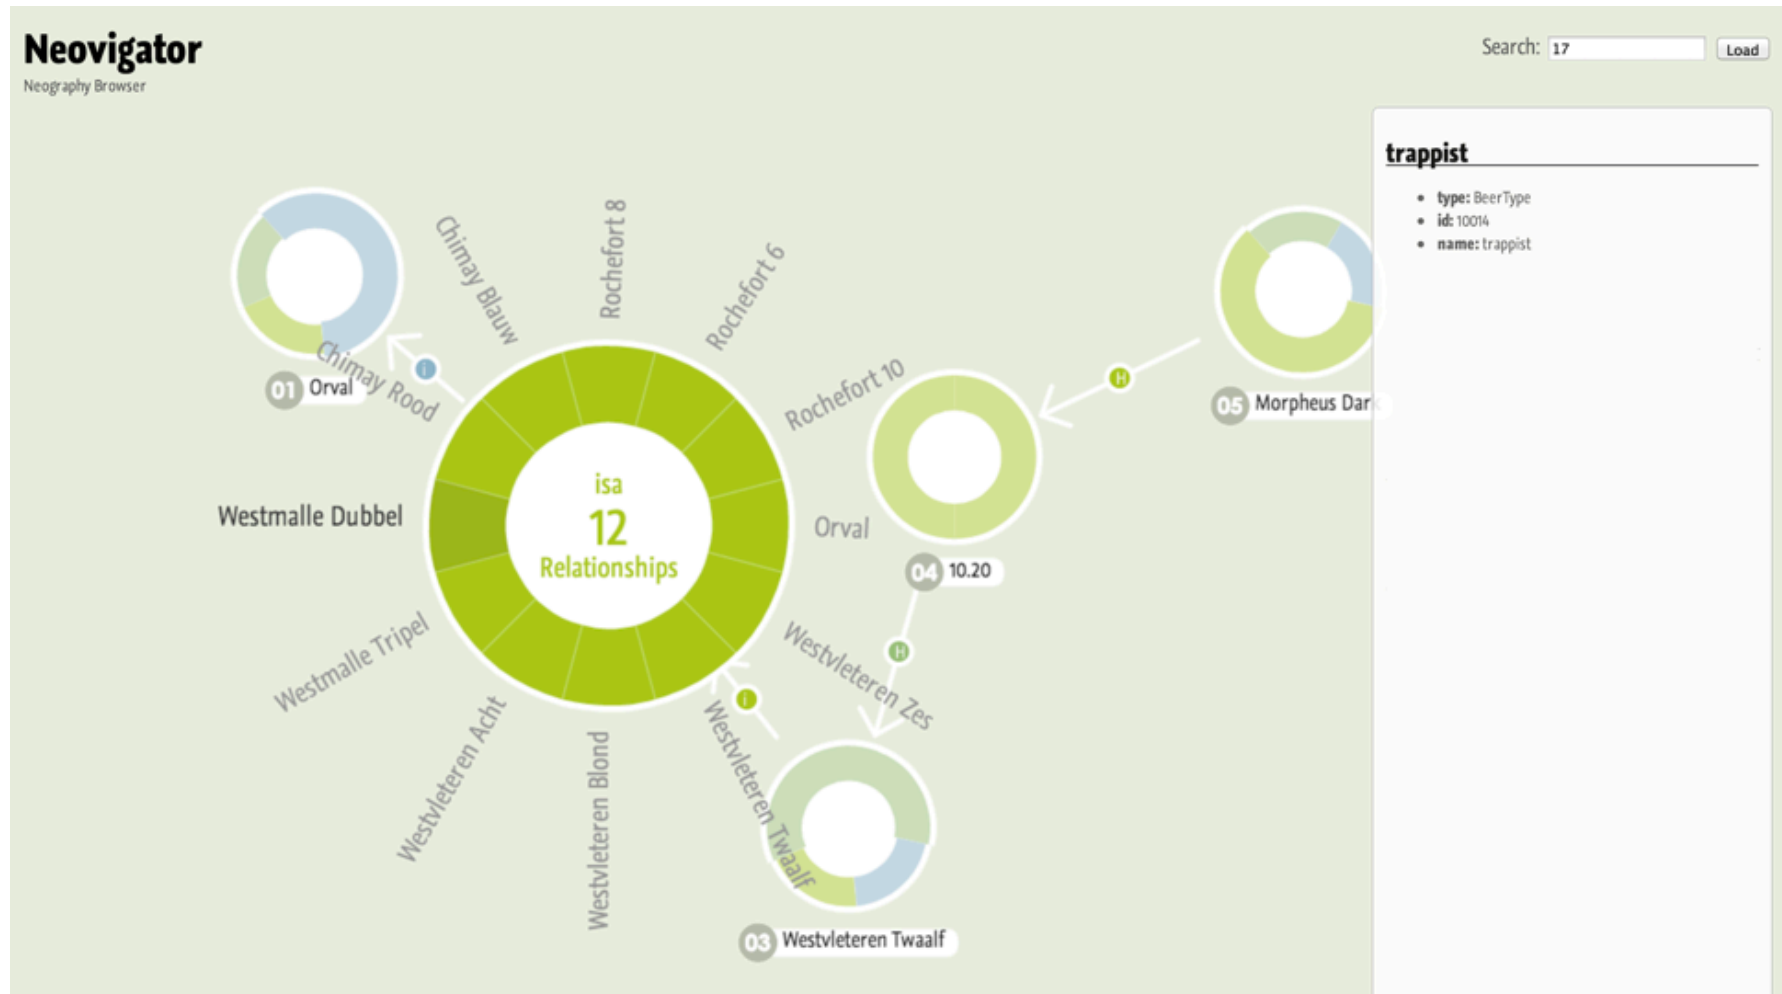 Neovigator
Neography Browser
Search: 17 Load
trappist
type: BeerType
id: 10014
name: trappist
01 Orval
Chimay Rood
Chimay Blauw
Rochefort 8
Rochefort 6
Rochefort 10
Orval
Westvleteren Zes
Westvleteren Twaalf
Westvleteren Blond
Westvleteren Acht
Westmalle Tripel
Westmalle Dubbel
isa
12
Relationships
i
H
05 Morpheus Dark
04 10.20
H
i
03 Westvleteren Twaalf